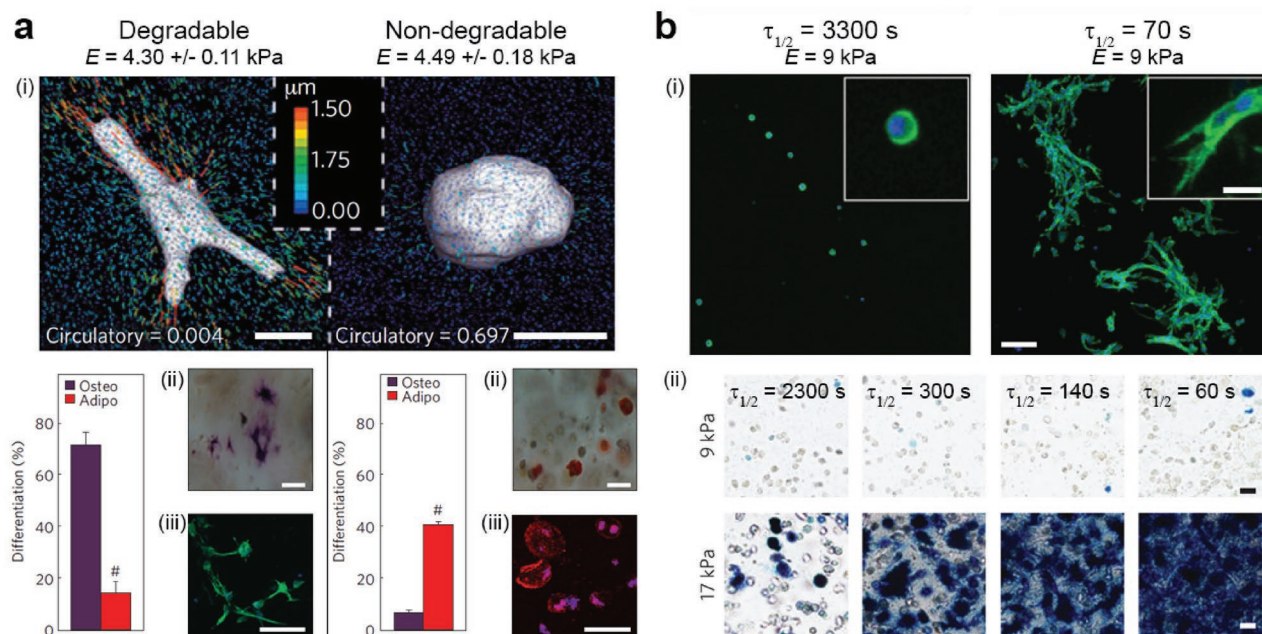 a
Degradable
E = 4.30 +/- 0.11 kPa
Non-degradable
E = 4.49 +/- 0.18 kPa
(i)
μm
1.50
1.75
0.00
Circulatory = 0.004
Circulatory = 0.697
Osteo
Adipo
Differentiation (%)
80
60
40
20
0
#
(ii)
(iii)
Osteo
Adipo
Differentiation (%)
80
60
40
20
0
#
(ii)
(iii)
b
τ1/2 = 3300 s
E = 9 kPa
τ1/2 = 70 s
E = 9 kPa
(i)
(ii)
τ1/2 = 2300 s
τ1/2 = 300 s
τ1/2 = 140 s
τ1/2 = 60 s
9 kPa
17 kPa